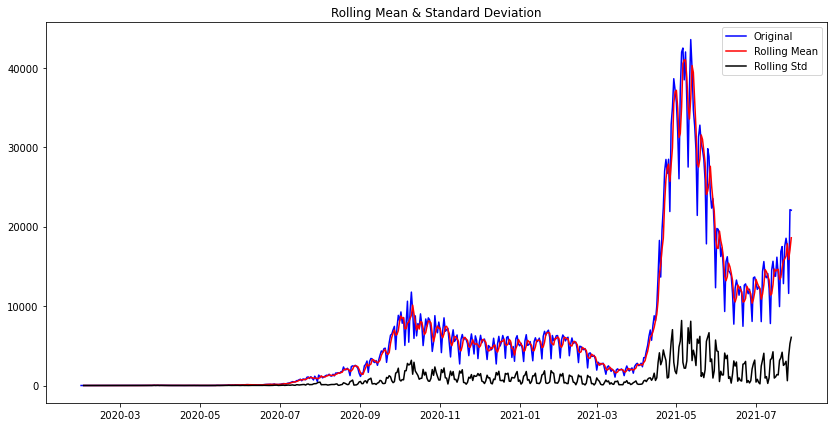 Rolling Mean & Standard Deviation
Original
Rolling Mean
Rolling Std
40000
30000
20000
10000
0
2020-03 2020-05 2020-07 2020-09 2020-11 2021-01 2021-03 2021-05 2021-07